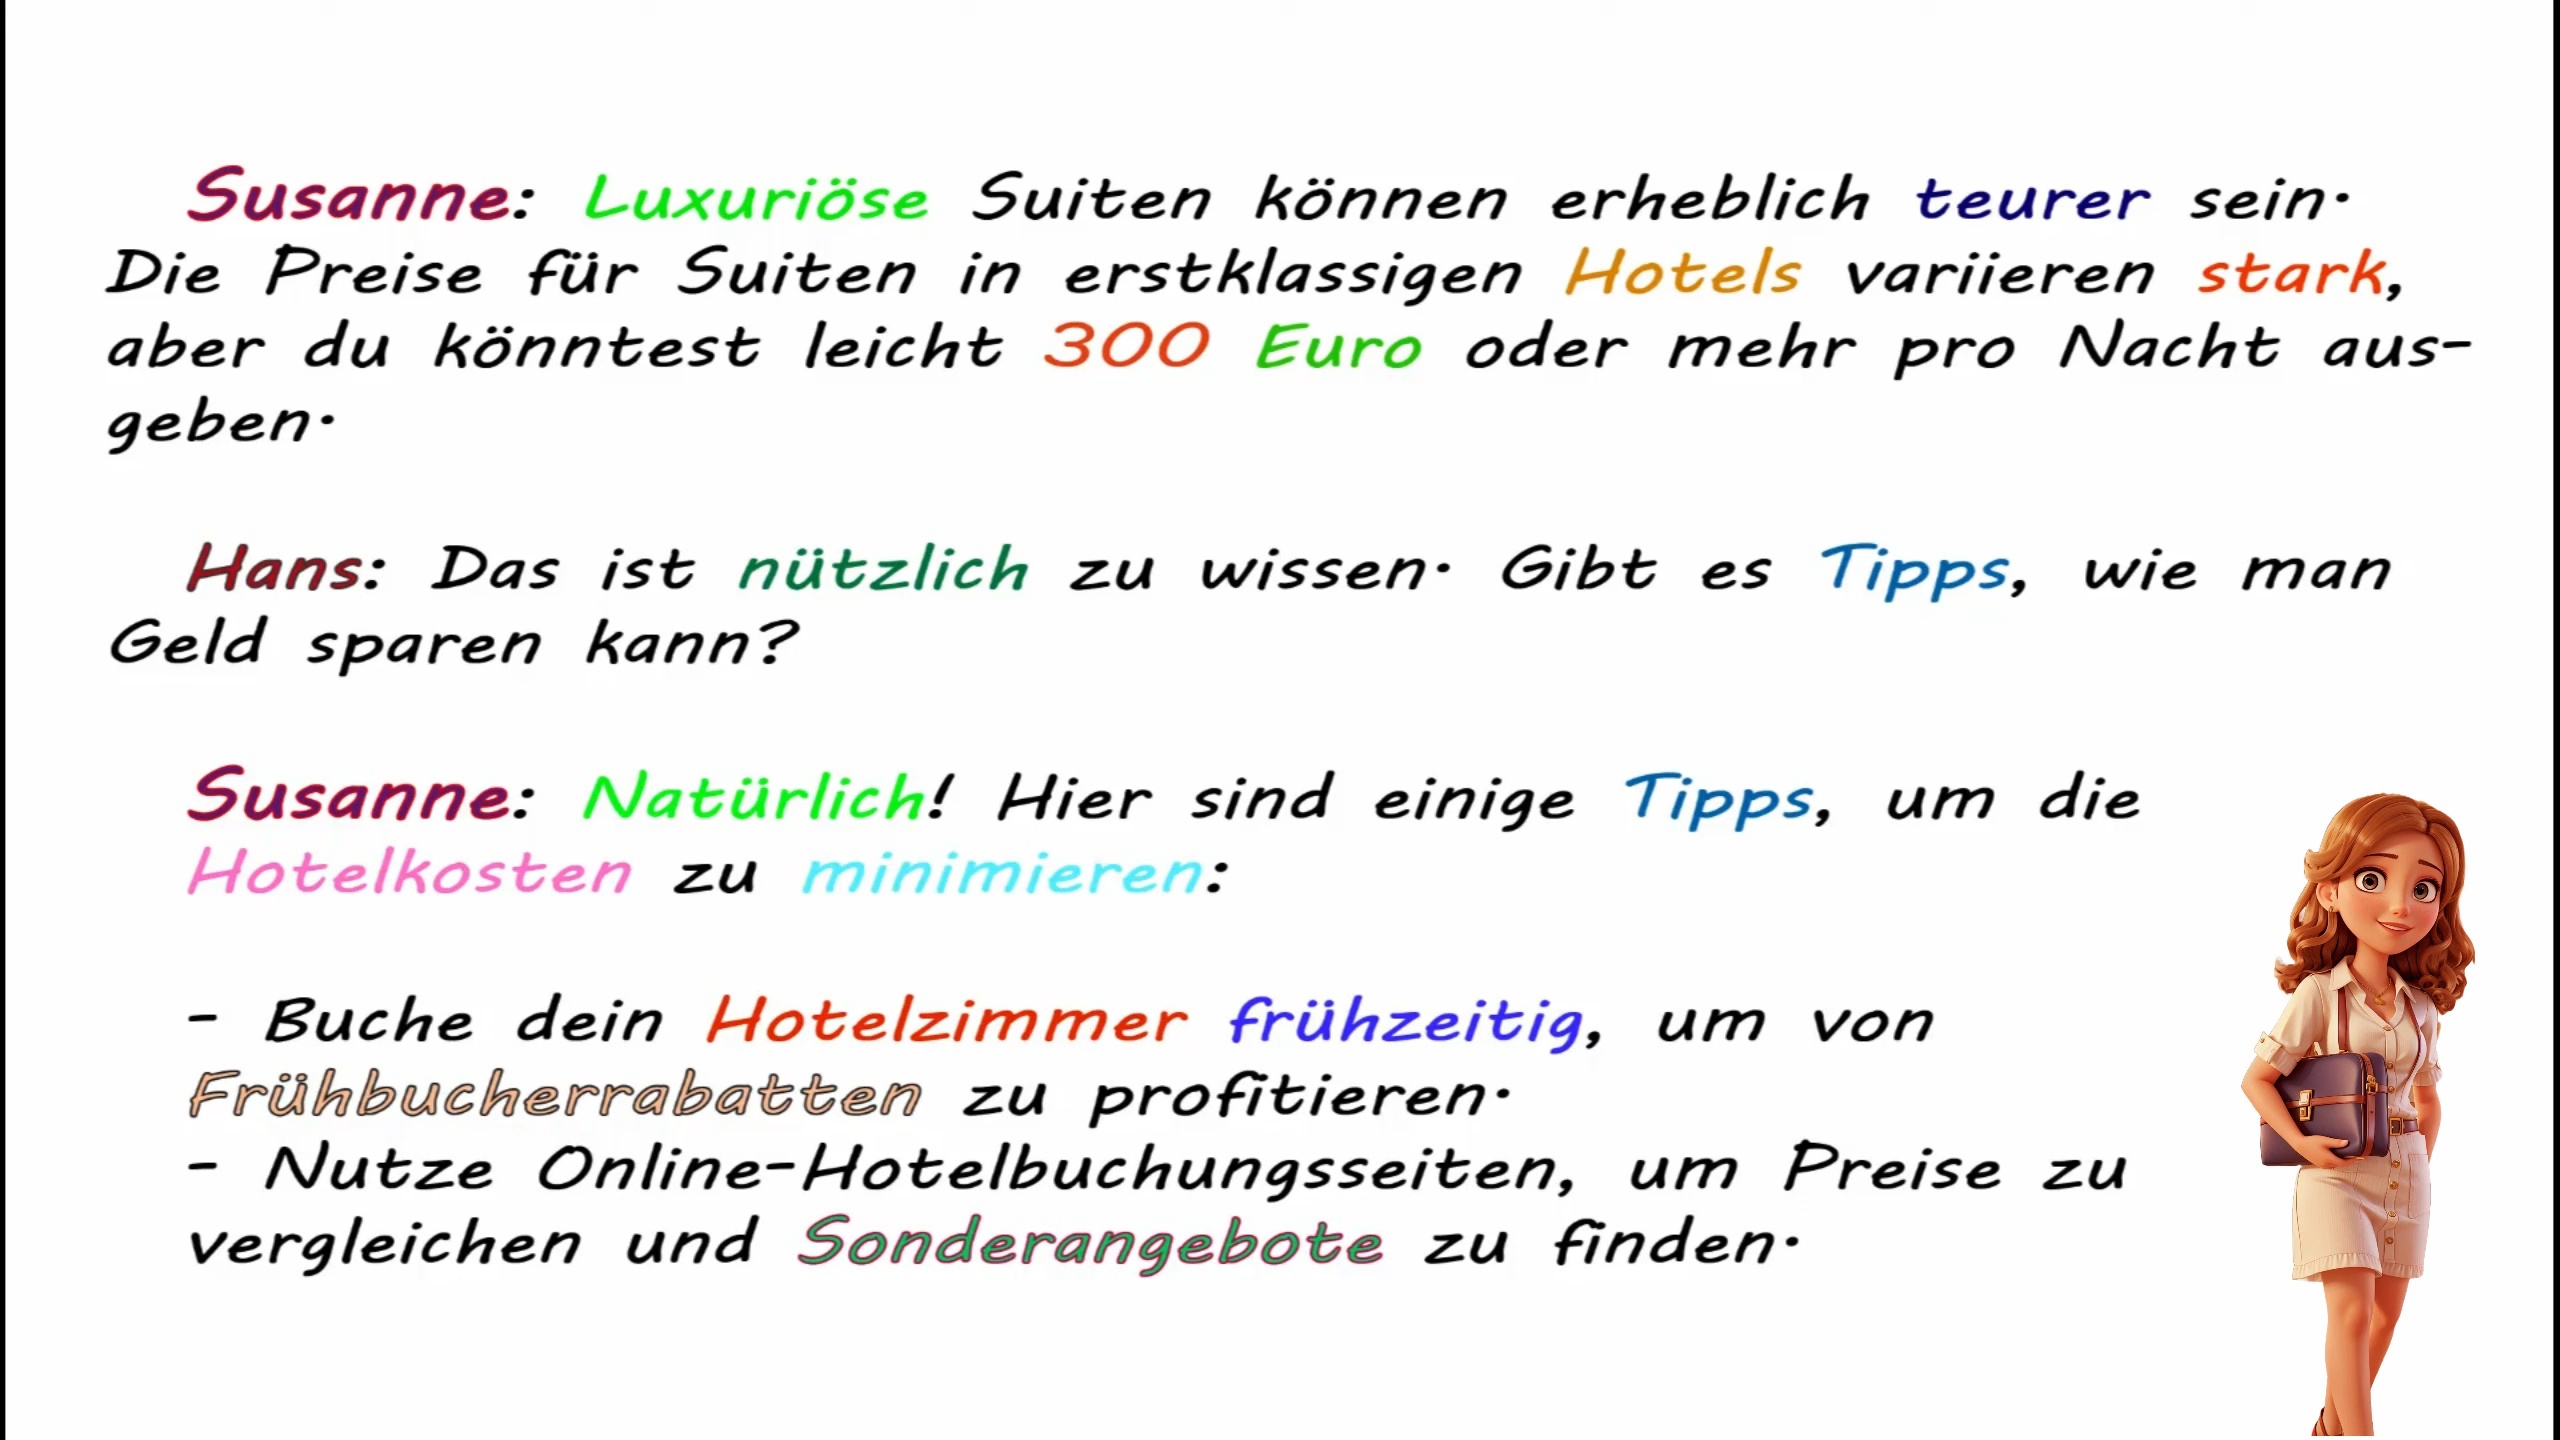 Susanne: Luxuriöse Suiten können erheblich teurer sein.
Die Preise für Suiten in erstklassigen Hotels variieren stark,
aber du könntest leicht 300 Euro oder mehr pro Nacht aus-
geben.
Hans: Das ist nützlich zu wissen. Gibt es Tipps, wie man
Geld sparen kann?
Susanne: Natürlich! Hier sind einige Tipps, um die
Hotelkosten zu minimieren:
- Buche dein Hotelzimmer frühzeitig, um von
Frühbucherrabatten zu profitieren.
- Nutze Online-Hotelbuchungsseiten, um Preise zu
vergleichen und Sonderangebote zu finden.